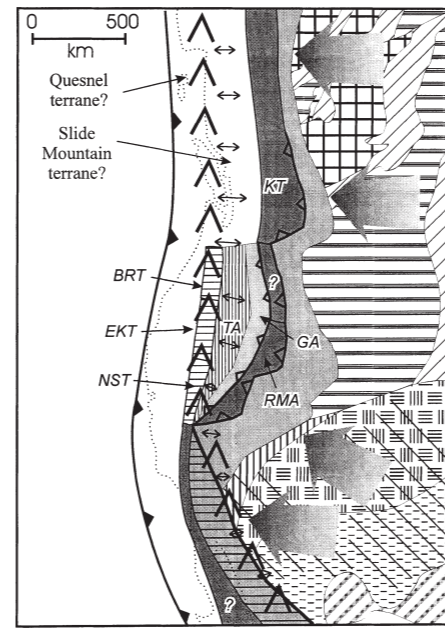 0 500
km
Quesnel
terrane?
Slide
Mountain
terrane?
KT
BRT
?
EKT
TA
GA
NST
RMA
?